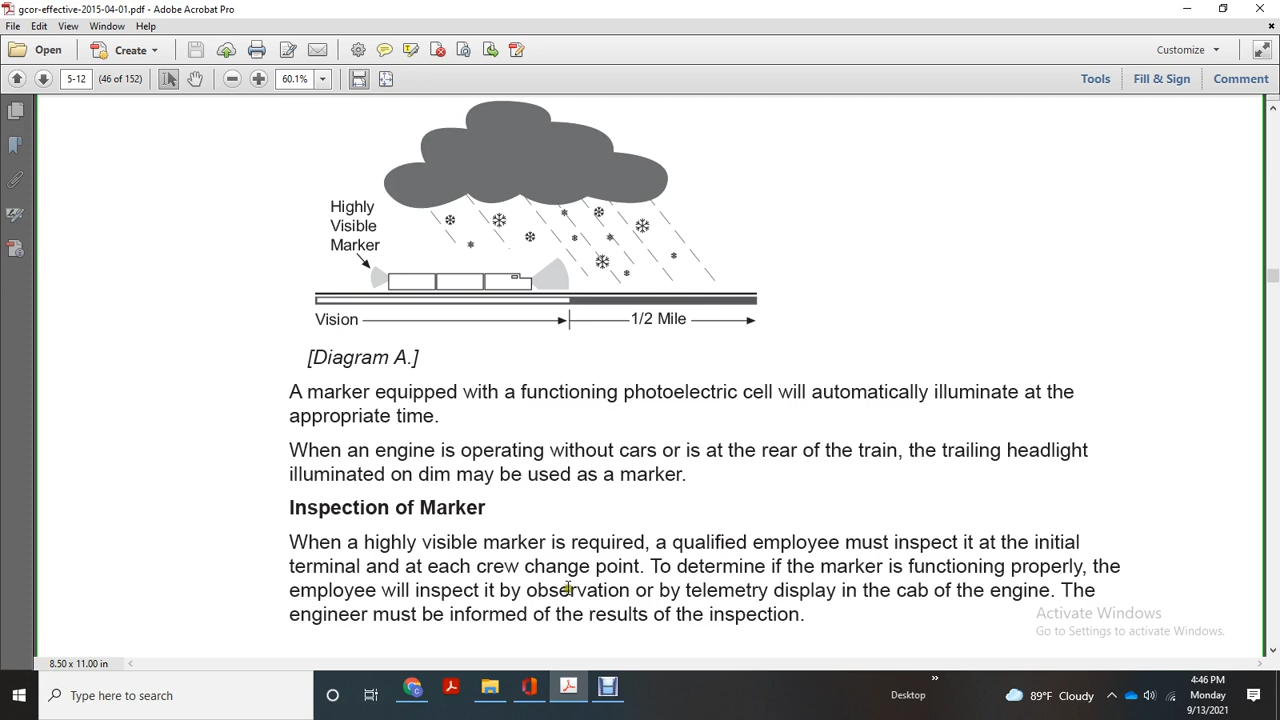 gcor-effective-2015-04-01.pdf - Adobe Acrobat Pro
File Edit View Window Help
Open Create Customize
5-12 (46 of 152) 60.1% Tools Fill & Sign Comment
Highly
Visible
Marker
Vision 1/2 Mile
[Diagram A.]
A marker equipped with a functioning photoelectric cell will automatically illuminate at the
appropriate time.
When an engine is operating without cars or is at the rear of the train, the trailing headlight
illuminated on dim may be used as a marker.
Inspection of Marker
When a highly visible marker is required, a qualified employee must inspect it at the initial
terminal and at each crew change point. To determine if the marker is functioning properly, the
employee will inspect it by observation or by telemetry display in the cab of the engine. The
engineer must be informed of the results of the inspection.
Activate Windows
Go to Settings to activate Windows.
8.50 x 11.00 in
Type here to search
Desktop
89°F Cloudy
4:46 PM
Monday
9/13/2021